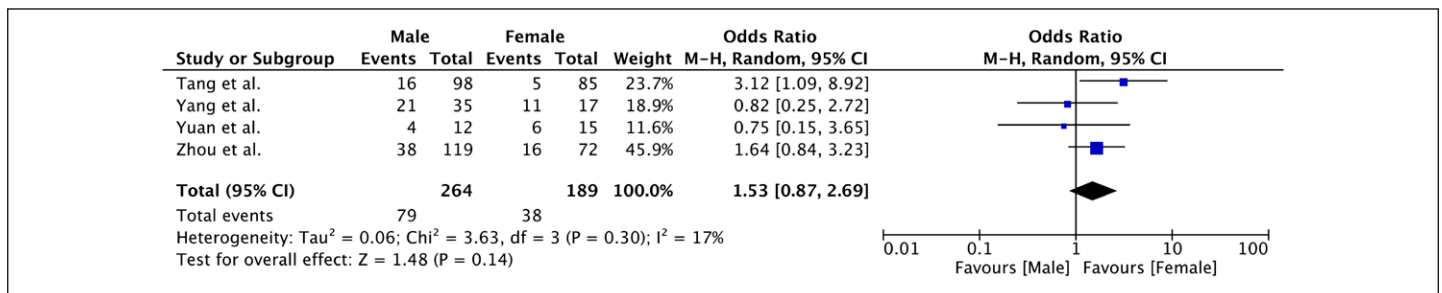 Male Female Odds Ratio Odds Ratio
Study or Subgroup Events Total Events Total Weight M-H, Random, 95% CI M-H, Random, 95% CI
Tang et al. 16 98 5 85 23.7% 3.12 [1.09, 8.92]
Yang et al. 21 35 11 17 18.9% 0.82 [0.25, 2.72]
Yuan et al. 4 12 6 15 11.6% 0.75 [0.15, 3.65]
Zhou et al. 38 119 16 72 45.9% 1.64 [0.84, 3.23]
Total (95% CI) 264 189 100.0% 1.53 [0.87, 2.69]
Total events 79 38
Heterogeneity: Tau² = 0.06; Chi² = 3.63, df = 3 (P = 0.30); I² = 17%
Test for overall effect: Z = 1.48 (P = 0.14)
0.01 0.1 1 10 100
Favours [Male] Favours [Female]